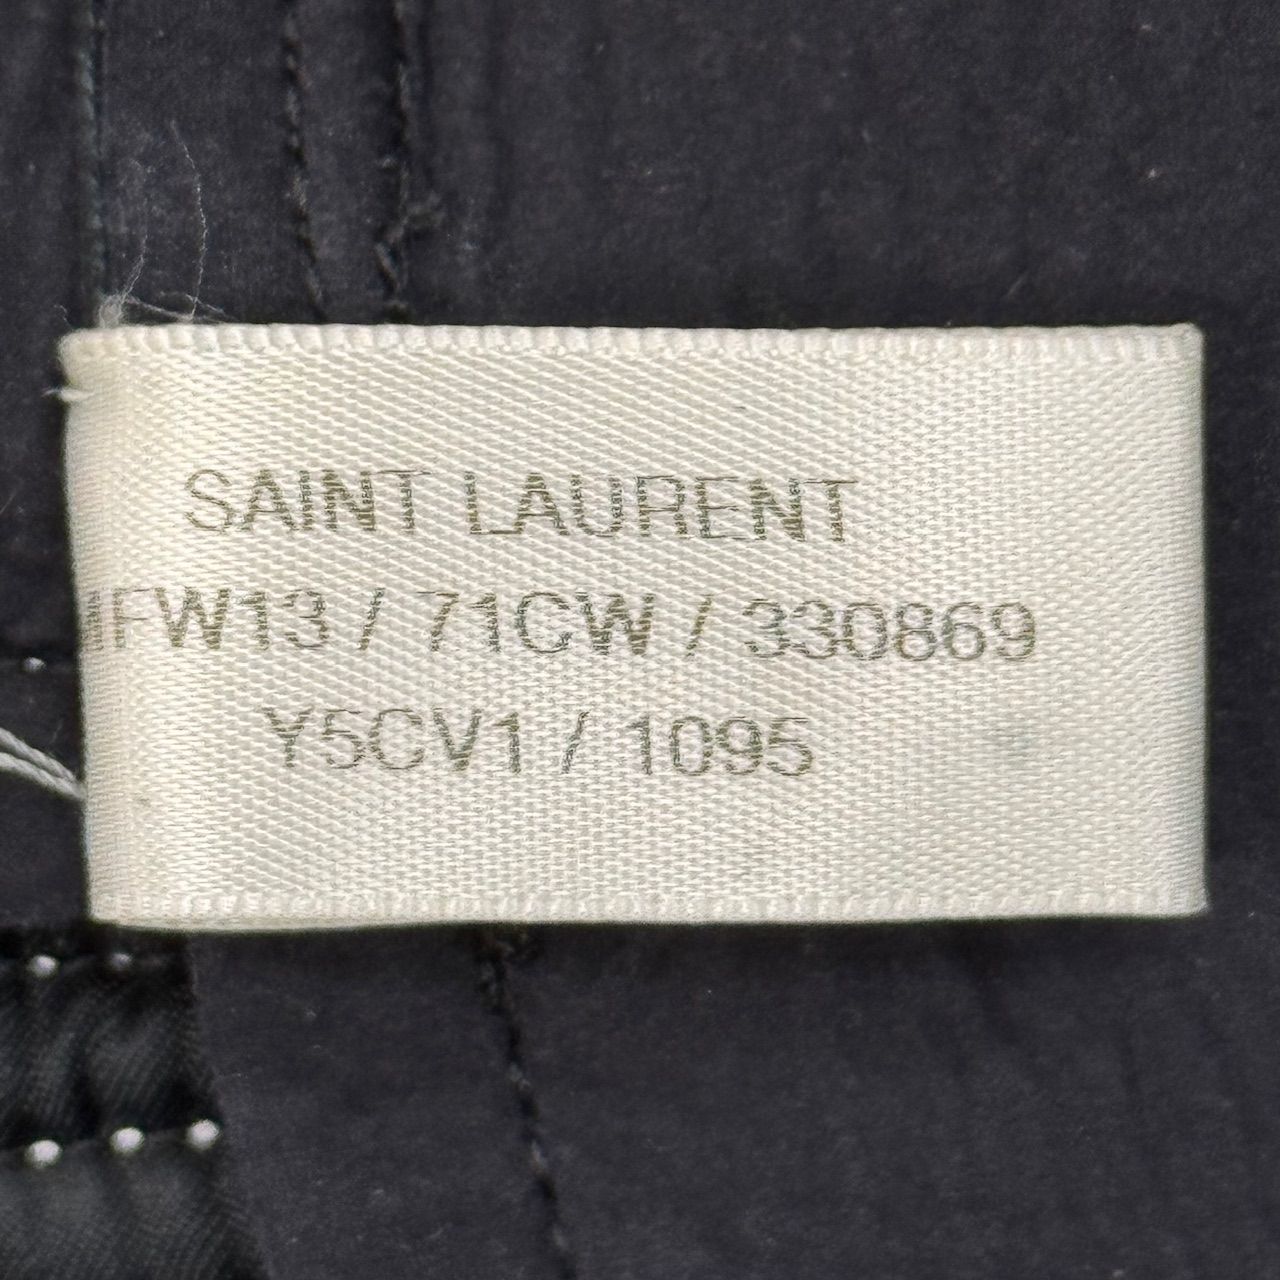 SAINT LAURENT
FW13 / 71CW / 330869
Y5CV1 / 1095